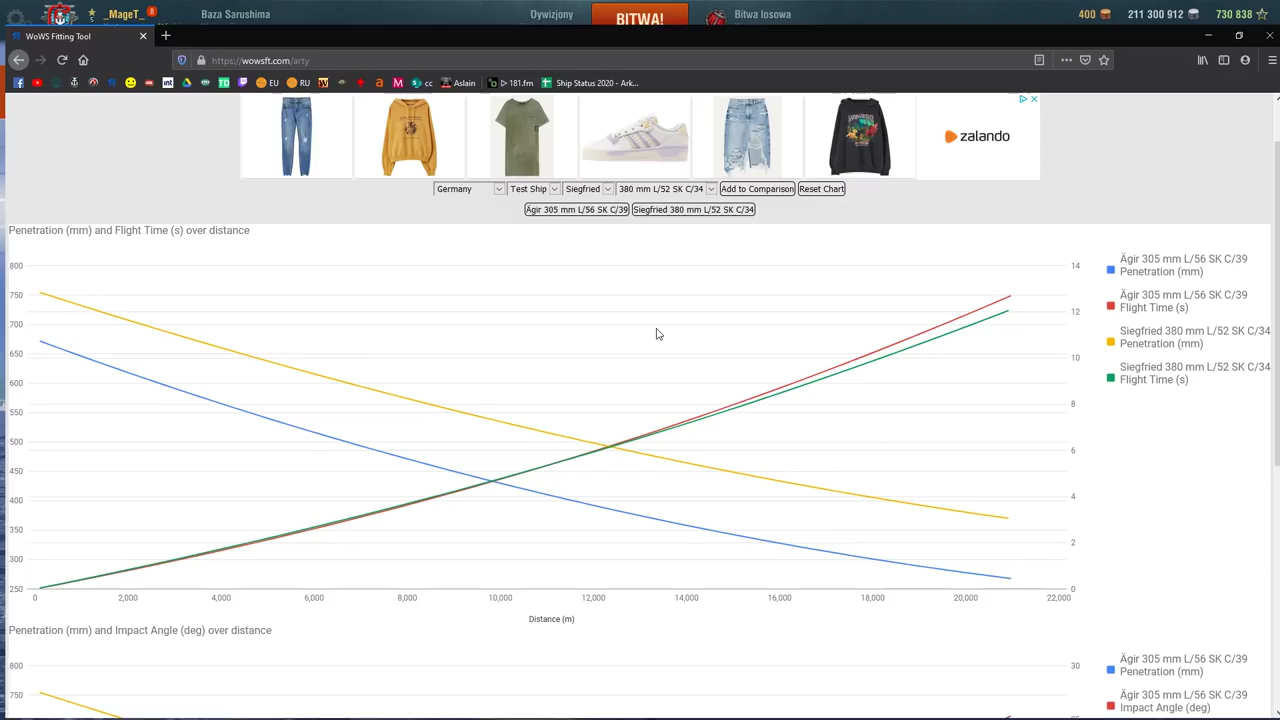 _MageT_
8
Baza Sarushima
Dywizjony
BITWA!
Bitwa losowa
400
211 300 912
730 838
WoWS Fitting Tool
https://wowsft.com/arty
int
TD
EU
RU
W
a
M
cc
Aslain
181.fm
Ship Status 2020 - Ark...
zalando
Germany
Test Ship
Siegfried
380 mm L/52 SK C/34
Add to Comparison
Reset Chart
Ägir 305 mm L/56 SK C/39
Siegfried 380 mm L/52 SK C/34
Penetration (mm) and Flight Time (s) over distance
800
750
700
650
600
550
500
450
400
350
300
250
14
12
10
8
6
4
2
0
0
2,000
4,000
6,000
8,000
10,000
12,000
14,000
16,000
18,000
20,000
22,000
Distance (m)
Ägir 305 mm L/56 SK C/39
Penetration (mm)
Ägir 305 mm L/56 SK C/39
Flight Time (s)
Siegfried 380 mm L/52 SK C/34
Penetration (mm)
Siegfried 380 mm L/52 SK C/34
Flight Time (s)
Penetration (mm) and Impact Angle (deg) over distance
800
750
30
Ägir 305 mm L/56 SK C/39
Penetration (mm)
Ägir 305 mm L/56 SK C/39
Impact Angle (deg)